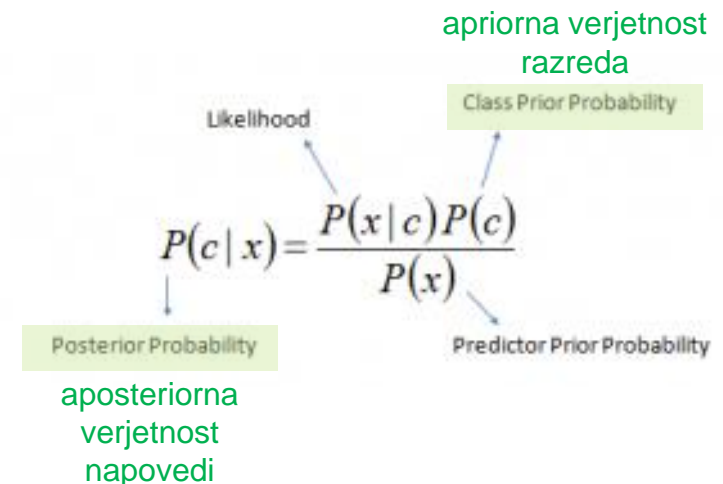 apriorna verjetnost
razreda
Class Prior Probability
Likelihood
P(c | x) = P(x | c)P(c) / P(x)
Posterior Probability
Predictor Prior Probability
aposteriorna
verjetnost
napovedi